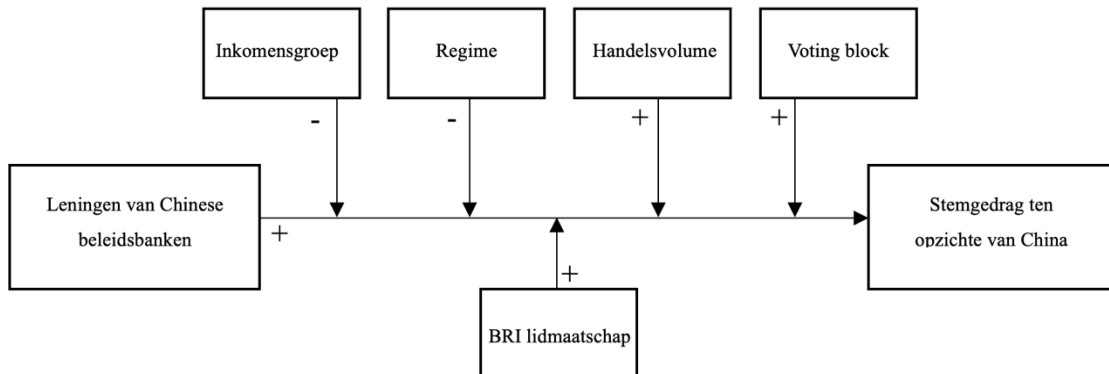 Inkomensgroep
Regime
Handelsvolume
Voting block
-
-
+
+
Leningen van Chinese
beleidsbanken
+
Stemgedrag ten
opzichte van China
+
BRI lidmaatschap